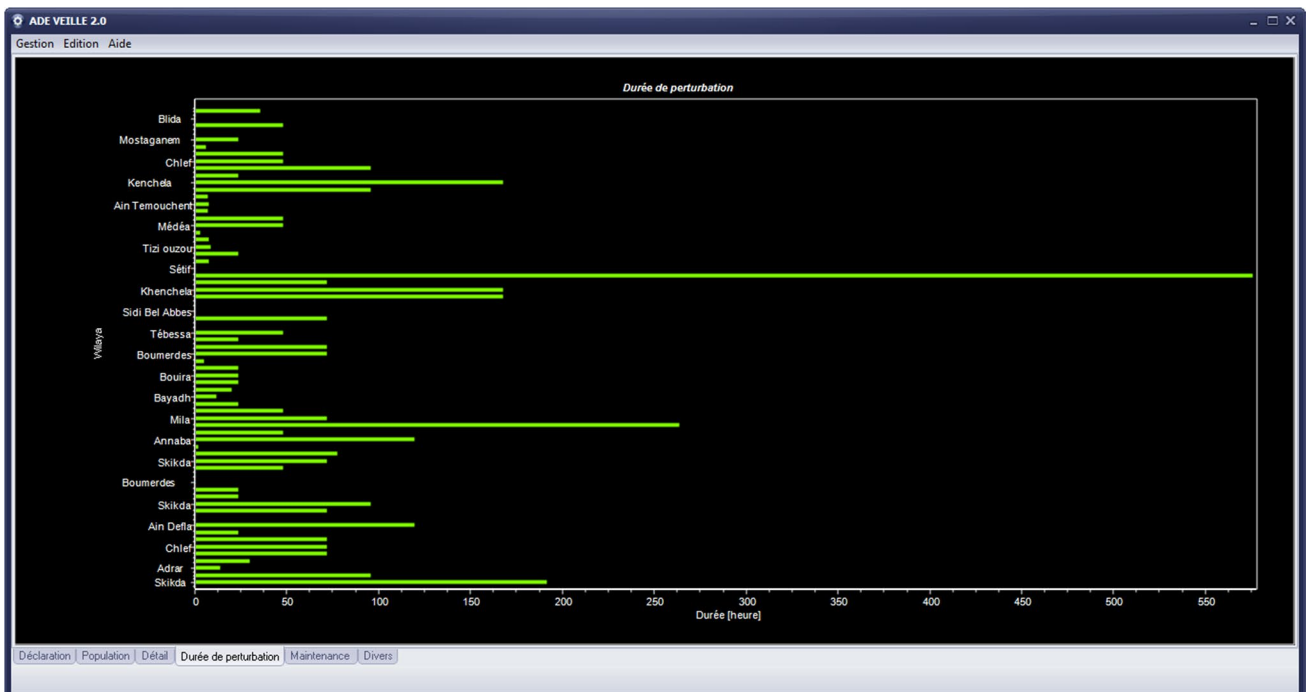 ADE VEILLE 2.0
Gestion Edition Aide
Durée de perturbation
Blida
Mostaganem
Chlef
Kenchela
Ain Temouchent
Médéa
Tizi ouzou
Sétif
Khenchela
Sidi Bel Abbes
Tébessa
Boumerdes
Bouira
Bayadh
Mila
Annaba
Skikda
Boumerdes
Skikda
Ain Defla
Chlef
Adrar
Skikda
Wilaya
0 50 100 150 200 250 300 350 400 450 500 550
Durée [heure]
Déclaration Population Détail Durée de perturbation Maintenance Divers